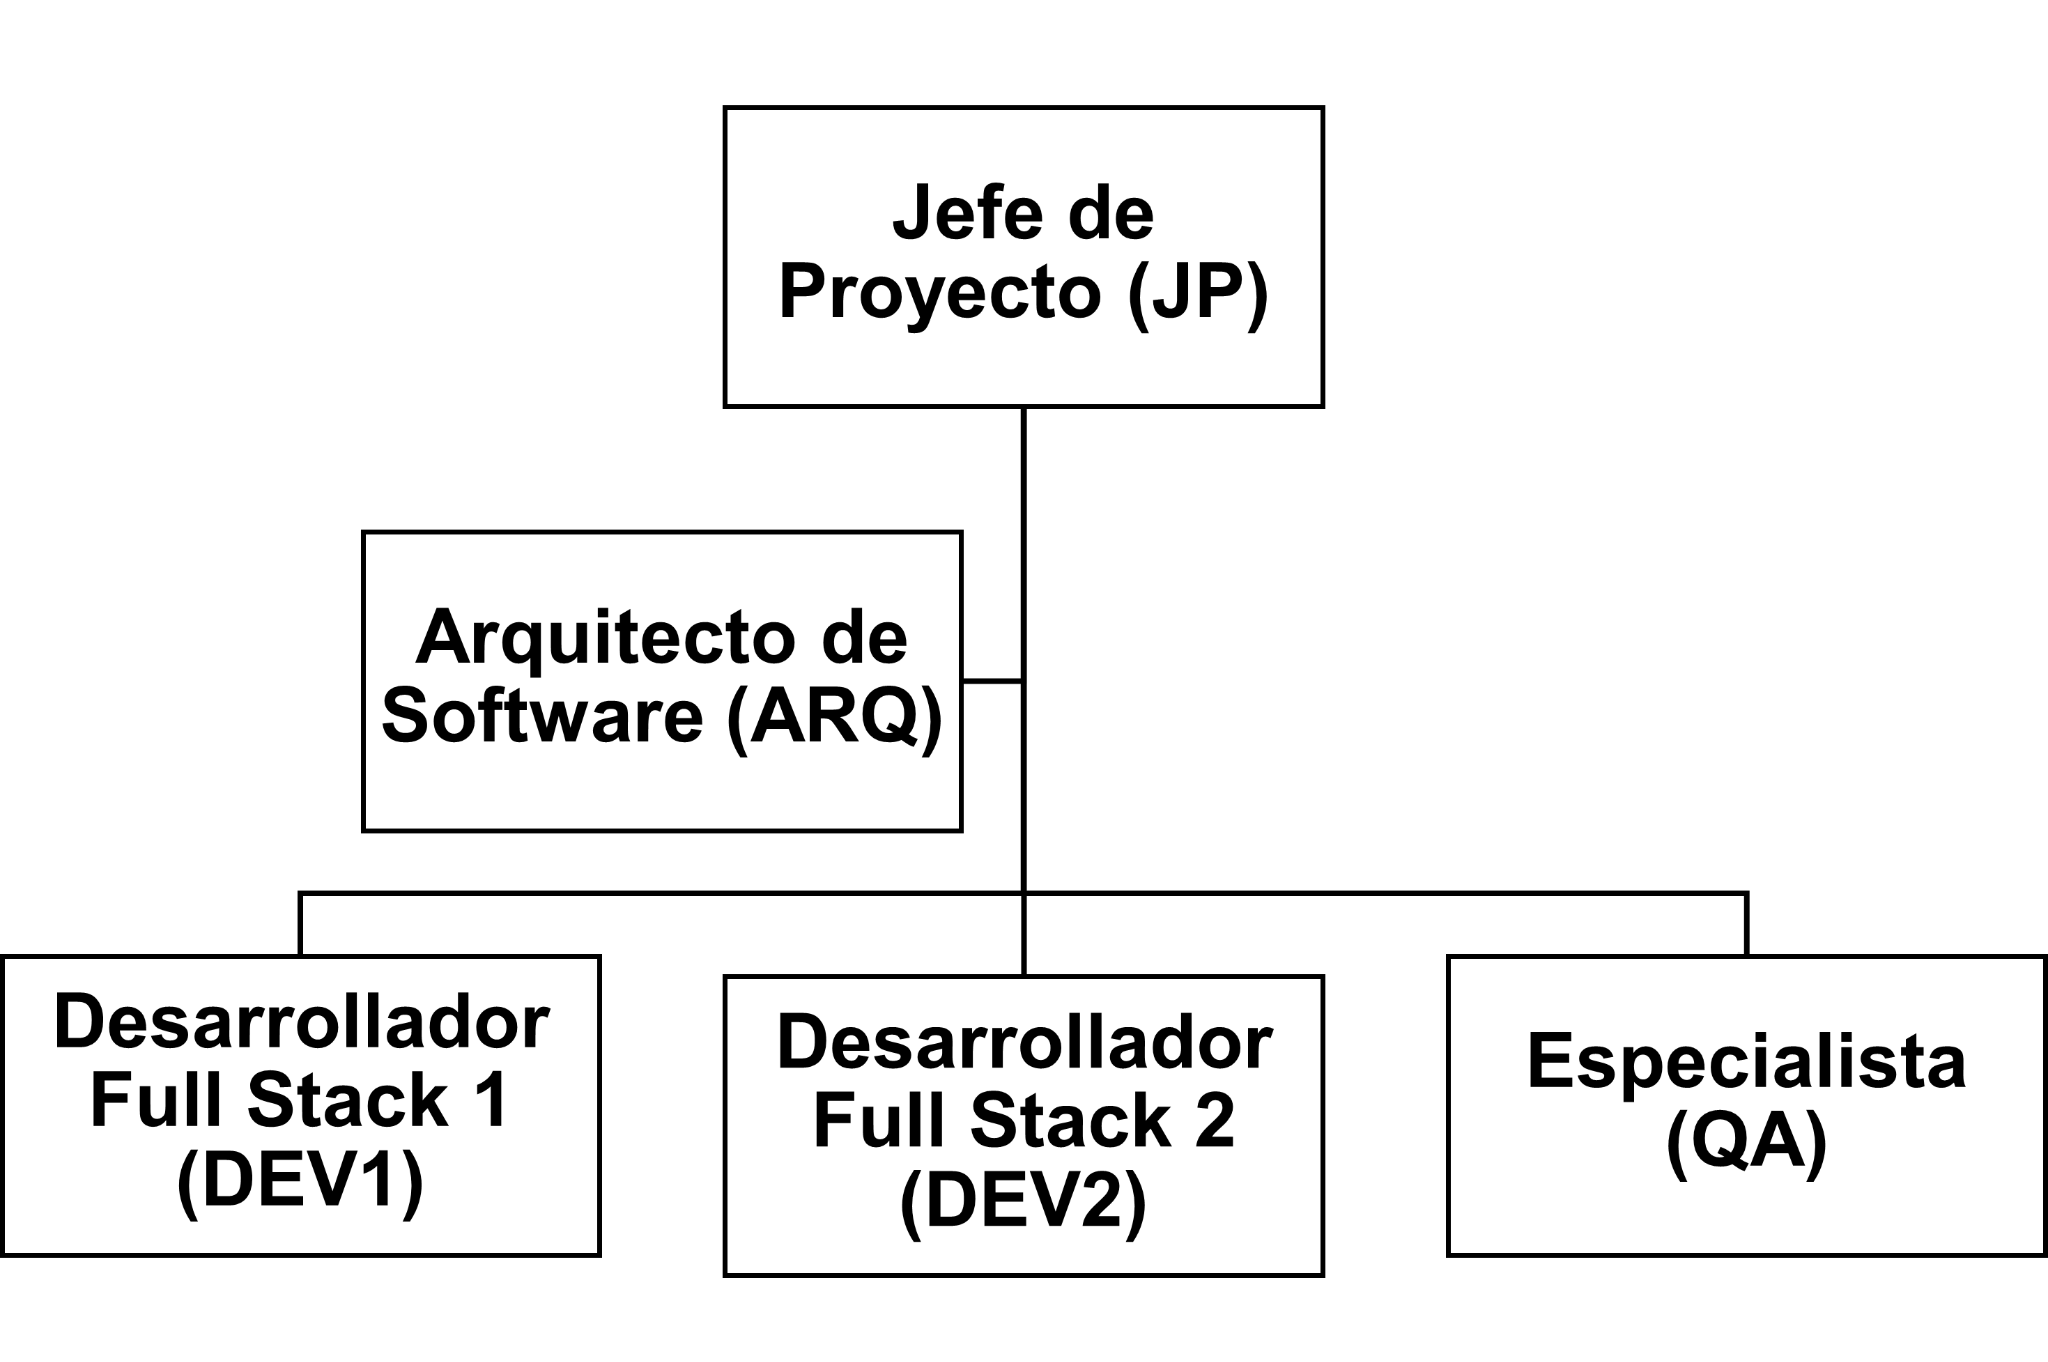 Jefe de
Proyecto (JP)
Arquitecto de
Software (ARQ)
Desarrollador
Full Stack 1
(DEV1)
Desarrollador
Full Stack 2
(DEV2)
Especialista
(QA)